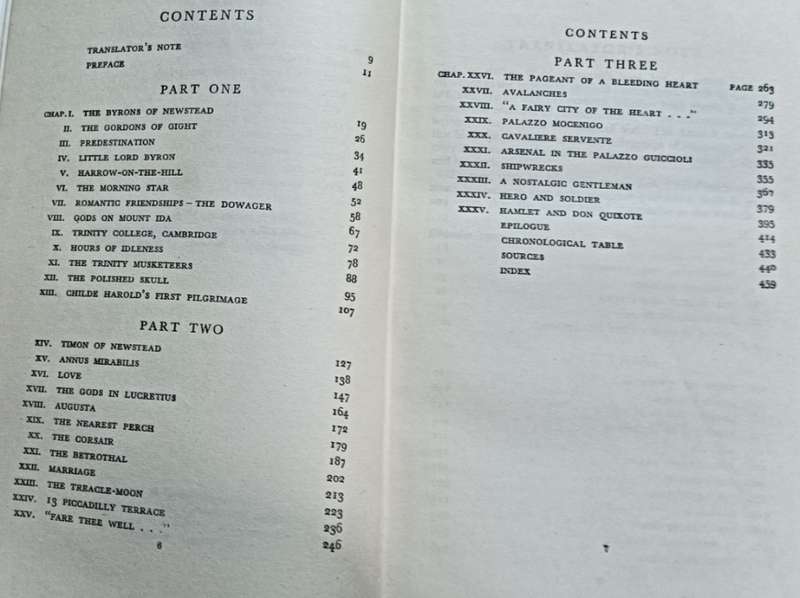 CONTENTS
TRANSLATOR'S NOTE 9
PREFACE 11
PART ONE
CHAP. I. THE BYRONS OF NEWSTEAD 19
II. THE GORDONS OF GIGHT 26
III. PREDESTINATION 34
IV. LITTLE LORD BYRON 41
V. HARROW-ON-THE-HILL 48
VI. THE MORNING STAR 52
VII. ROMANTIC FRIENDSHIPS – THE DOWAGER 58
VIII. GODS ON MOUNT IDA 67
IX. TRINITY COLLEGE, CAMBRIDGE 72
X. HOURS OF IDLENESS 78
XI. THE TRINITY MUSKETEERS 88
XII. THE POLISHED SKULL 95
XIII. CHILDE HAROLD'S FIRST PILGRIMAGE 107
PART TWO
XIV. TIMON OF NEWSTEAD 127
XV. ANNUS MIRABILIS 138
XVI. LOVE 147
XVII. THE GODS IN LUCRETIUS 164
XVIII. AUGUSTA 172
XIX. THE NEAREST PERCH 179
XX. THE CORSAIR 187
XXI. THE BETROTHAL 202
XXII. MARRIAGE 213
XXIII. THE TREACLE-MOON 223
XXIV. 13 PICCADILLY TERRACE 236
XXV. "FARE THEE WELL . . ." 246
6
CONTENTS
PART THREE
CHAP. XXVI. THE PAGEANT OF A BLEEDING HEART PAGE 263
XXVII. AVALANCHES 279
XXVIII. "A FAIRY CITY OF THE HEART . . ." 294
XXIX. PALAZZO MOCENIGO 313
XXX. CAVALIERE SERVENTE 321
XXXI. ARSENAL IN THE PALAZZO GUICCIOLI 335
XXXII. SHIPWRECKS 355
XXXIII. A NOSTALGIC GENTLEMAN 367
XXXIV. HERO AND SOLDIER 379
XXXV. HAMLET AND DON QUIXOTE 395
EPILOGUE 414
CHRONOLOGICAL TABLE 433
SOURCES 440
INDEX 459
7